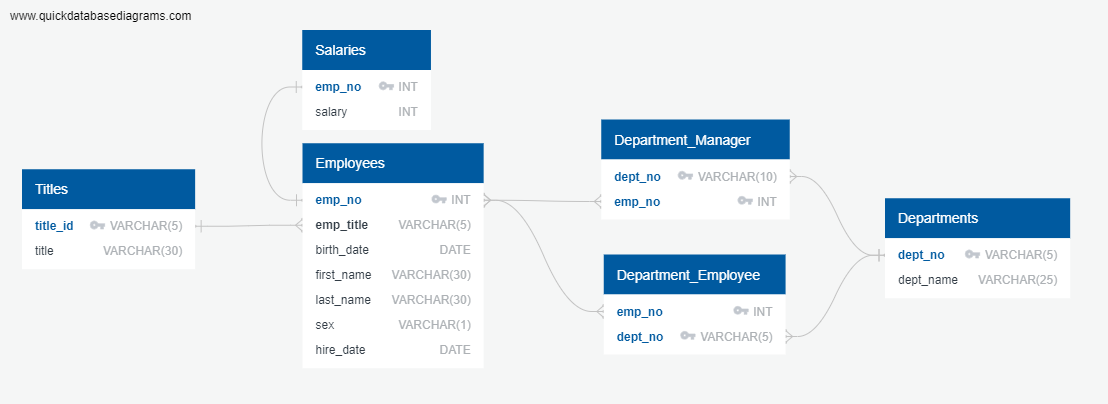 www.quickdatabasediagrams.com
Salaries
emp_no INT
salary INT
Employees
emp_no INT
emp_title VARCHAR(5)
birth_date DATE
first_name VARCHAR(30)
last_name VARCHAR(30)
sex VARCHAR(1)
hire_date DATE
Titles
title_id VARCHAR(5)
title VARCHAR(30)
Department_Manager
dept_no VARCHAR(10)
emp_no INT
Department_Employee
emp_no INT
dept_no VARCHAR(5)
Departments
dept_no VARCHAR(5)
dept_name VARCHAR(25)